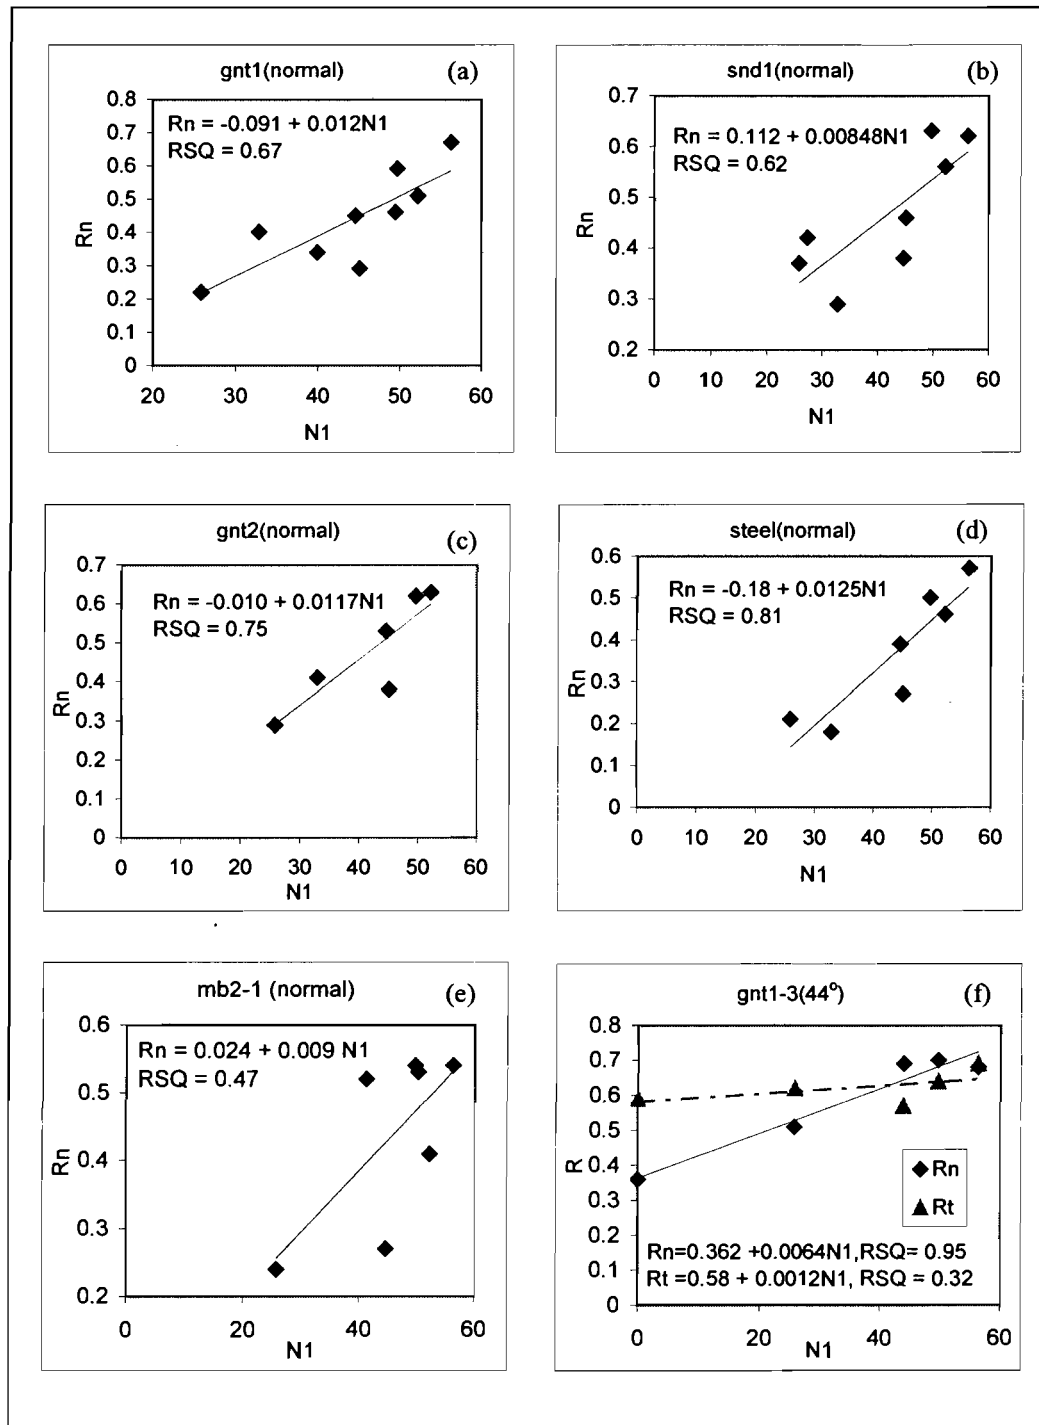 gnt1(normal)
(a)
Rn = -0.091 + 0.012N1
RSQ = 0.67
0.8
0.7
0.6
0.5
0.4
0.3
0.2
0.1
0
Rn
20 30 40 50 60
N1
snd1(normal)
(b)
Rn = 0.112 + 0.00848N1
RSQ = 0.62
0.7
0.6
0.5
0.4
0.3
0.2
Rn
0 10 20 30 40 50 60
N1
gnt2(normal)
(c)
Rn = -0.010 + 0.0117N1
RSQ = 0.75
0.7
0.6
0.5
0.4
0.3
0.2
0.1
0
Rn
0 10 20 30 40 50 60
N1
steel(normal)
(d)
Rn = -0.18 + 0.0125N1
RSQ = 0.81
0.6
0.5
0.4
0.3
0.2
0.1
0
Rn
0 10 20 30 40 50 60
N1
mb2-1 (normal)
(e)
Rn = 0.024 + 0.009 N1
RSQ = 0.47
0.6
0.5
0.4
0.3
0.2
Rn
0 20 40 60
N1
gnt1-3(44°)
(f)
0.8
0.7
0.6
0.5
0.4
0.3
0.2
0.1
0
R
Rn
Rt
Rn=0.362 +0.0064N1,RSQ= 0.95
Rt =0.58 + 0.0012N1, RSQ = 0.32
0 20 40 60
N1